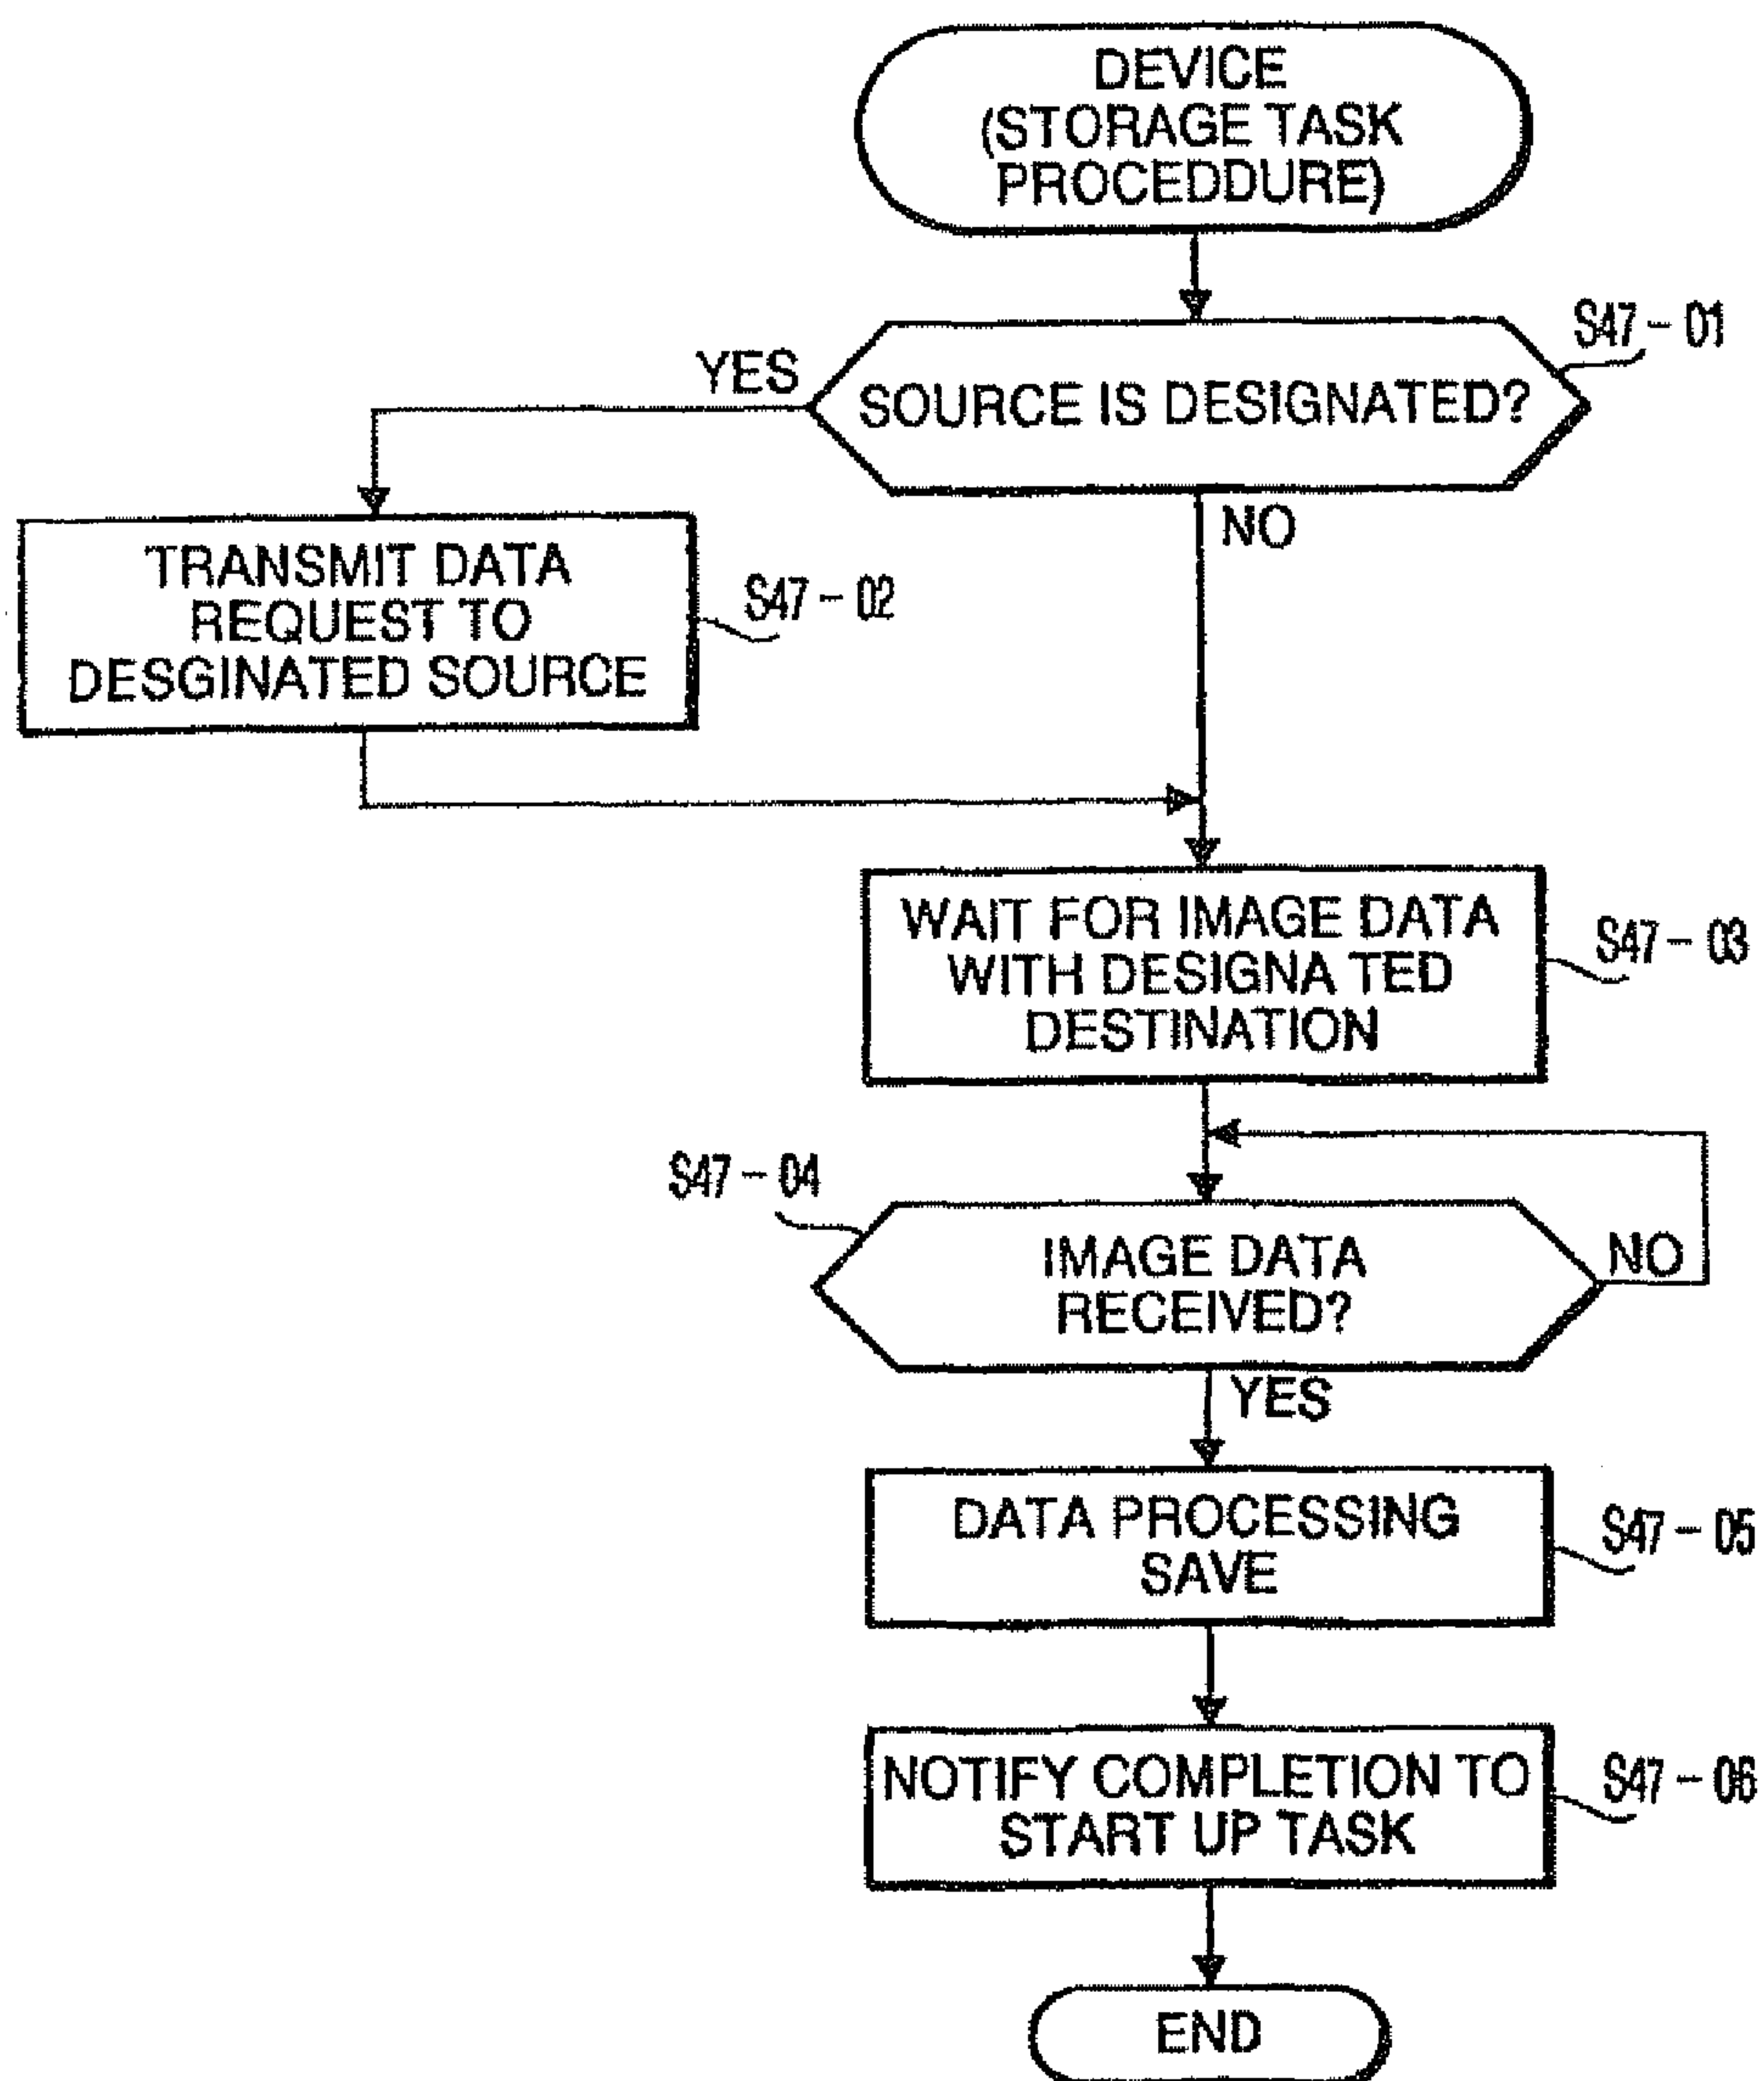 DEVICE
(STORAGE TASK
PROCEDDURE)
S47-01
YES
SOURCE IS DESIGNATED?
NO
TRANSMIT DATA
REQUEST TO
DESGINATED SOURCE
S47-02
WAIT FOR IMAGE DATA
WITH DESIGNA TED
DESTINATION
S47-03
S47-04
IMAGE DATA
RECEIVED?
NO
YES
DATA PROCESSING
SAVE
S47-05
NOTIFY COMPLETION TO
START UP TASK
S47-06
END